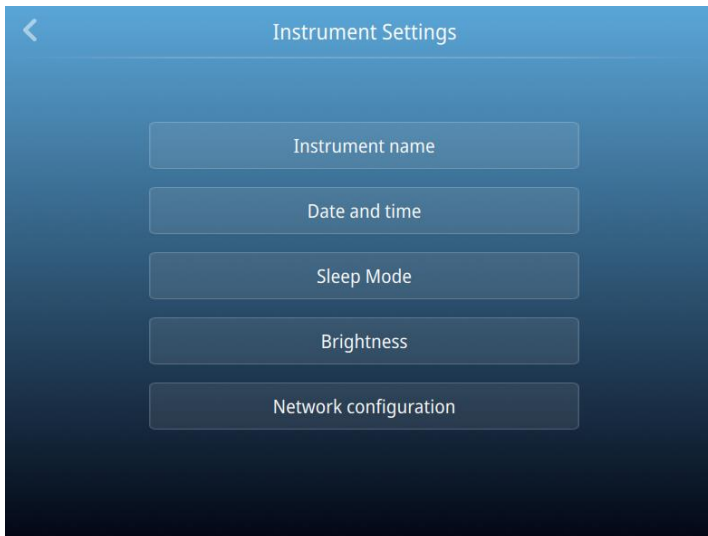 Instrument Settings
Instrument name
Date and time
Sleep Mode
Brightness
Network configuration